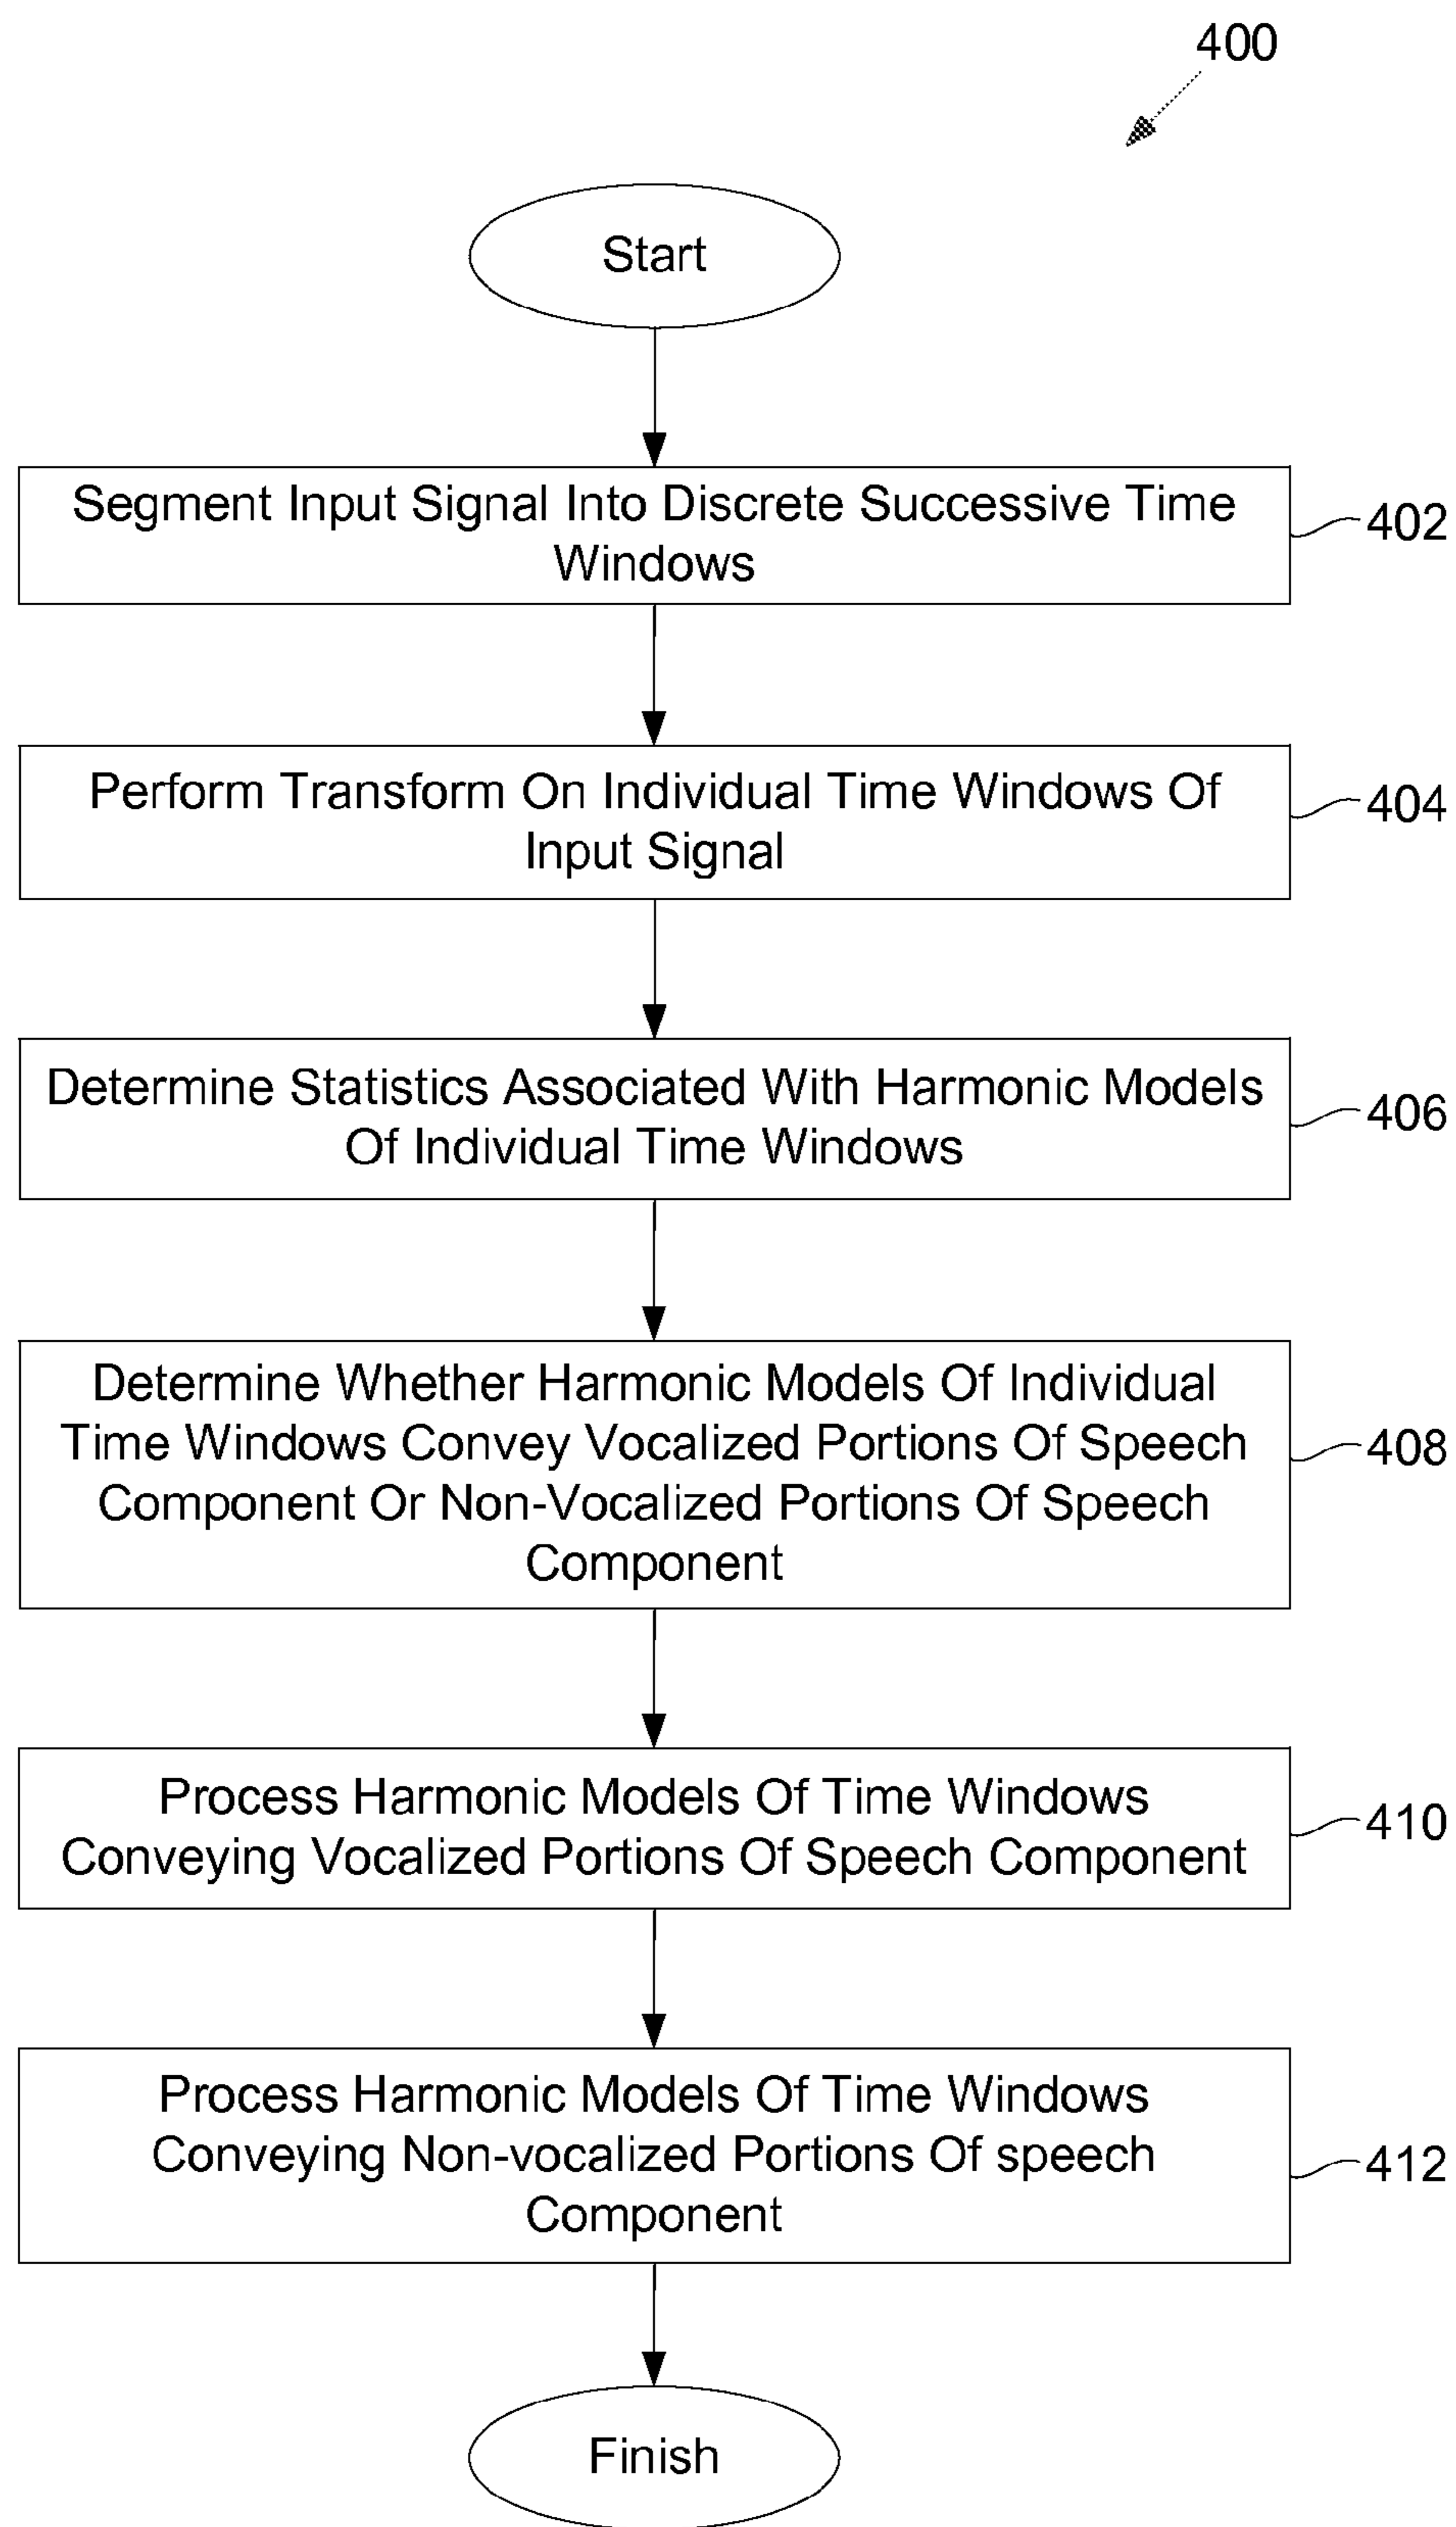 400
Start
Segment Input Signal Into Discrete Successive Time
Windows
402
Perform Transform On Individual Time Windows Of
Input Signal
404
Determine Statistics Associated With Harmonic Models
Of Individual Time Windows
406
Determine Whether Harmonic Models Of Individual
Time Windows Convey Vocalized Portions Of Speech
Component Or Non-Vocalized Portions Of Speech
Component
408
Process Harmonic Models Of Time Windows
Conveying Vocalized Portions Of Speech Component
410
Process Harmonic Models Of Time Windows
Conveying Non-vocalized Portions Of speech
Component
412
Finish